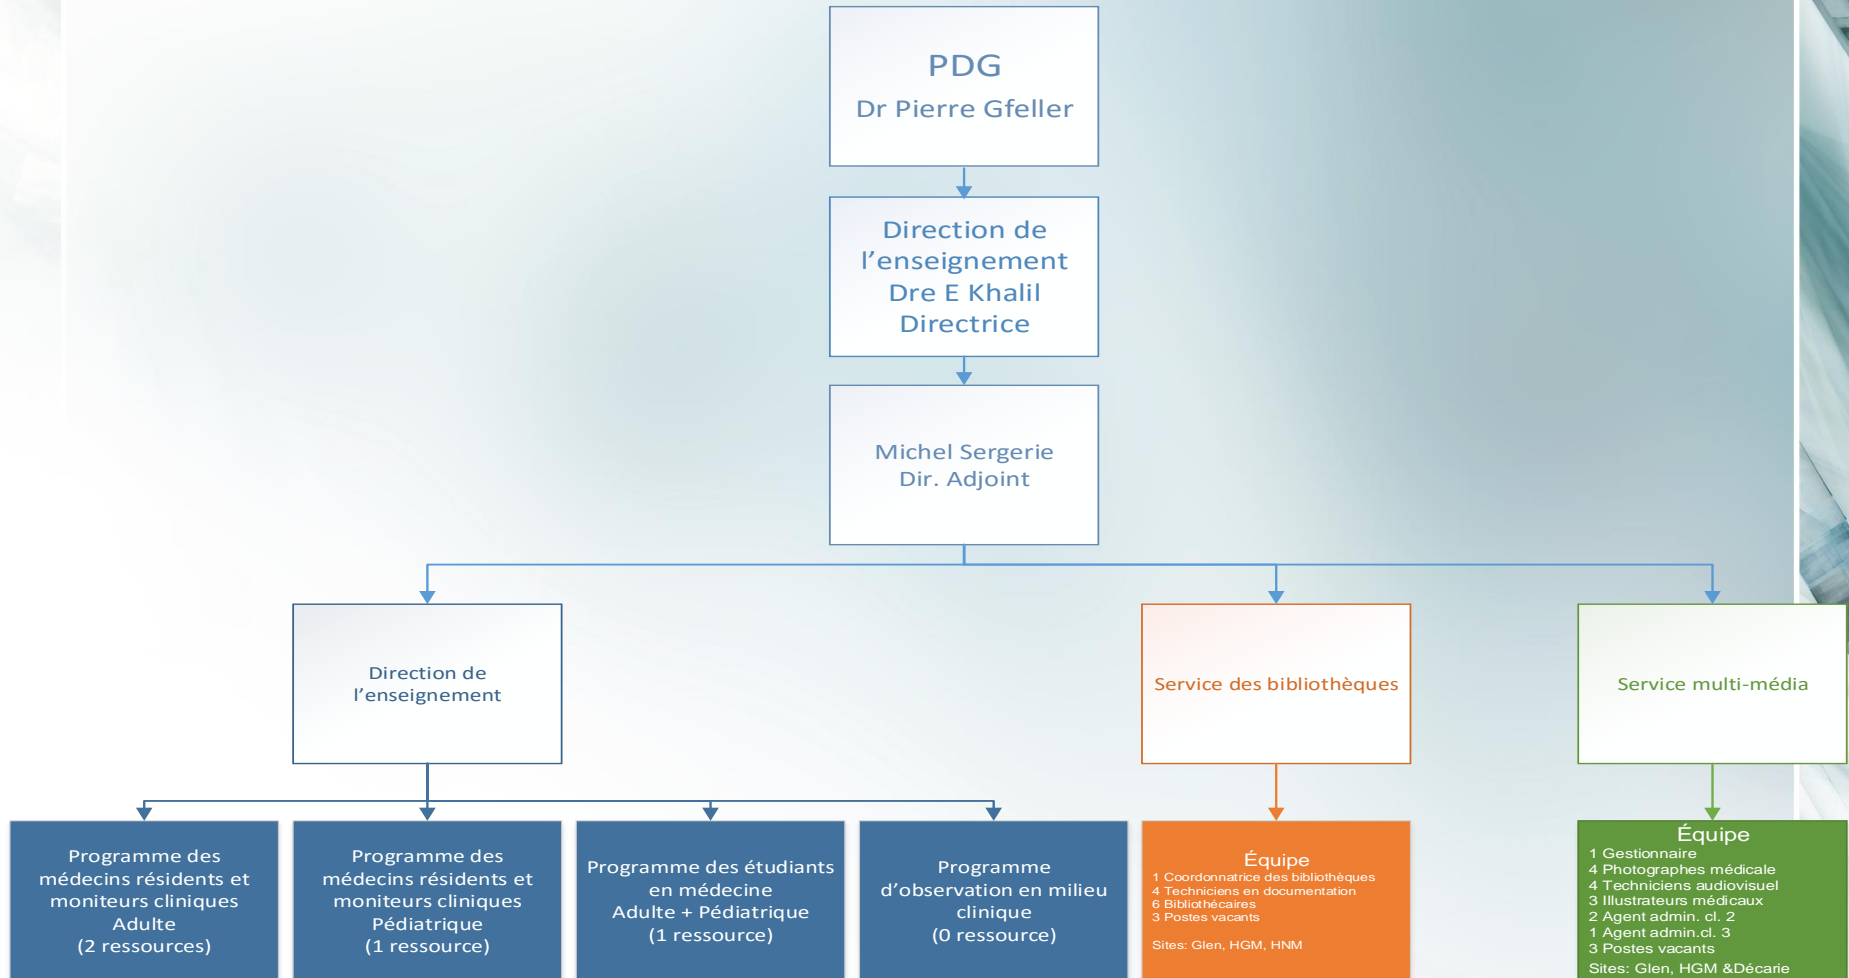 PDG
Dr Pierre Gfeller
Direction de
l'enseignement
Dre E Khalil
Directrice
Michel Sergerie
Dir. Adjoint
Direction de
l'enseignement
Service des bibliothèques
Service multi-média
Programme des
médecins résidents et
moniteurs cliniques
Adulte
(2 ressources)
Programme des
médecins résidents et
moniteurs cliniques
Pédiatrique
(1 ressource)
Programme des étudiants
en médecine
Adulte + Pédiatrique
(1 ressource)
Programme
d'observation en milieu
clinique
(0 ressource)
Équipe
1 Coordonnatrice des bibliothèques
4 Techniciens en documentation
6 Bibliothécaires
3 Postes vacants
Sites: Glen, HGM, HNM
Équipe
1 Gestionnaire
4 Photographes médicale
4 Techniciens audiovisuel
3 Illustrateurs médicaux
2 Agent admin. cl. 2
1 Agent admin.cl. 3
3 Postes vacants
Sites: Glen, HGM &Décarie